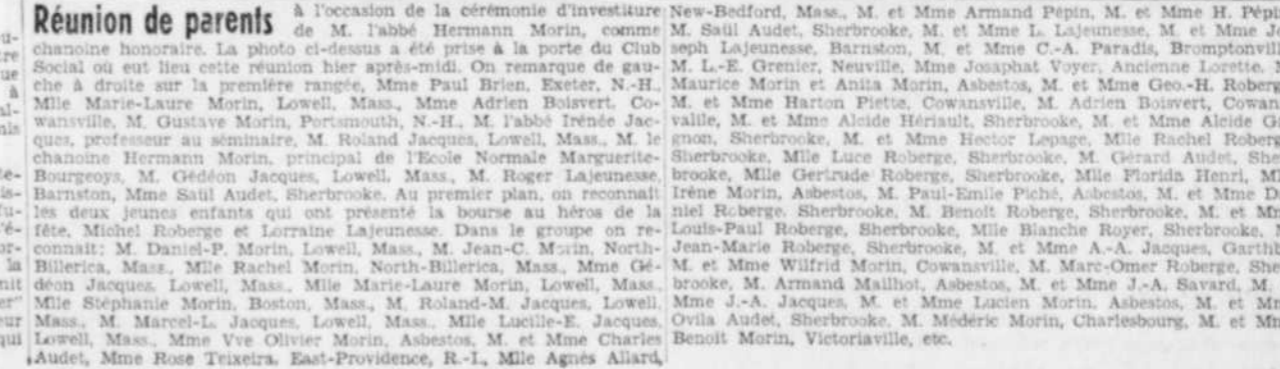 Réunion de parents
à l'occasion de la cérémonie d'investiture
de M. l'abbé Hermann Morin, comme
chanoine honoraire. La photo ci-dessus a été prise à la porte du Club
Social où eut lieu cette réunion hier après-midi. On remarque de gau-
che à droite sur la première rangée, Mme Paul Brien, Exeter, N.-H.,
Mlle Marie-Laure Morin, Lowell, Mass., Mme Adrien Boisvert, Co-
wansville, M. Gustave Morin, Portsmouth, N.-H., M. l'abbé Irénée Jac-
ques, professeur au séminaire, M. Roland Jacques, Lowell, Mass., M. le
chanoine Hermann Morin, principal de l'Ecole Normale Marguerite-
Bourgeoys, M. Gédéon Jacques, Lowell, Mass., M. Roger Lajeunesse,
Barnston, Mme Saül Audet, Sherbrooke. Au premier plan, on reconnaît
les deux jeunes enfants qui ont présenté la bourse au héros de la
fête, Michel Roberge et Lorraine Lajeunesse. Dans le groupe on re-
connaît: M. Daniel-P. Morin, Lowell, Mass., M. Jean-C. Morin, North-
Billerica, Mass., Mlle Rachel Morin, North-Billerica, Mass., Mme Gé-
déon Jacques, Lowell, Mass., Mlle Marie-Laure Morin, Lowell, Mass.,
Mlle Stéphanie Morin, Boston, Mass., M. Roland-M. Jacques, Lowell,
Mass., M. Marcel-L. Jacques, Lowell, Mass., Mlle Lucille-E. Jacques,
Lowell, Mass., Mme Vve Olivier Morin, Asbestos, M. et Mme Charles
Audet, Mme Rose Teixeira, East-Providence, R.-I., Mlle Agnès Allard,
New-Bedford, Mass., M. et Mme Armand Pépin, M. et Mme H. Pépi
M. Saül Audet, Sherbrooke, M. et Mme L. Lajeunesse, M. et Mme Jo
seph Lajeunesse, Barnston, M. et Mme C.-A. Paradis, Bromptonvill
M. L.-E. Grenier, Neuville, Mme Josaphat Voyer, Ancienne Lorette,
Maurice Morin et Anita Morin, Asbestos, M. et Mme Geo.-H. Roberg
M. et Mme Harton Piette, Cowansville, M. Adrien Boisvert, Cowan
vaille, M. et Mme Alcide Hériault, Sherbrooke, M. et Mme Alcide Ga
gnon, Sherbrooke, M. et Mme Hector Lepage, Mlle Rachel Roberg
Sherbrooke, Mlle Luce Roberge, Sherbrooke, M. Gérard Audet, She
brooke, Mlle Gertrude Roberge, Sherbrooke, Mlle Florida Henri, Ml
Irène Morin, Asbestos, M. Paul-Emile Piché, Asbestos, M. et Mme D
niel Roberge, Sherbrooke, M. Benoit Roberge, Sherbrooke, M. et Mm
Louis-Paul Roberge, Sherbrooke, Mlle Blanche Royer, Sherbrooke,
Jean-Marie Roberge, Sherbrooke, M. et Mme A.-A. Jacques, Garthb
M. et Mme Wilfrid Morin, Cowansville, M. Marc-Omer Roberge, She
brooke, M. Armand Mailhot, Asbestos, M. et Mme J.-A. Savard, M.
Mme J.-A. Jacques, M. et Mme Lucien Morin, Asbestos, M. et Mm
Ovila Audet, Sherbrooke, M. Médéric Morin, Charlesbourg, M. et Mm
Benoit Morin, Victoriaville, etc.